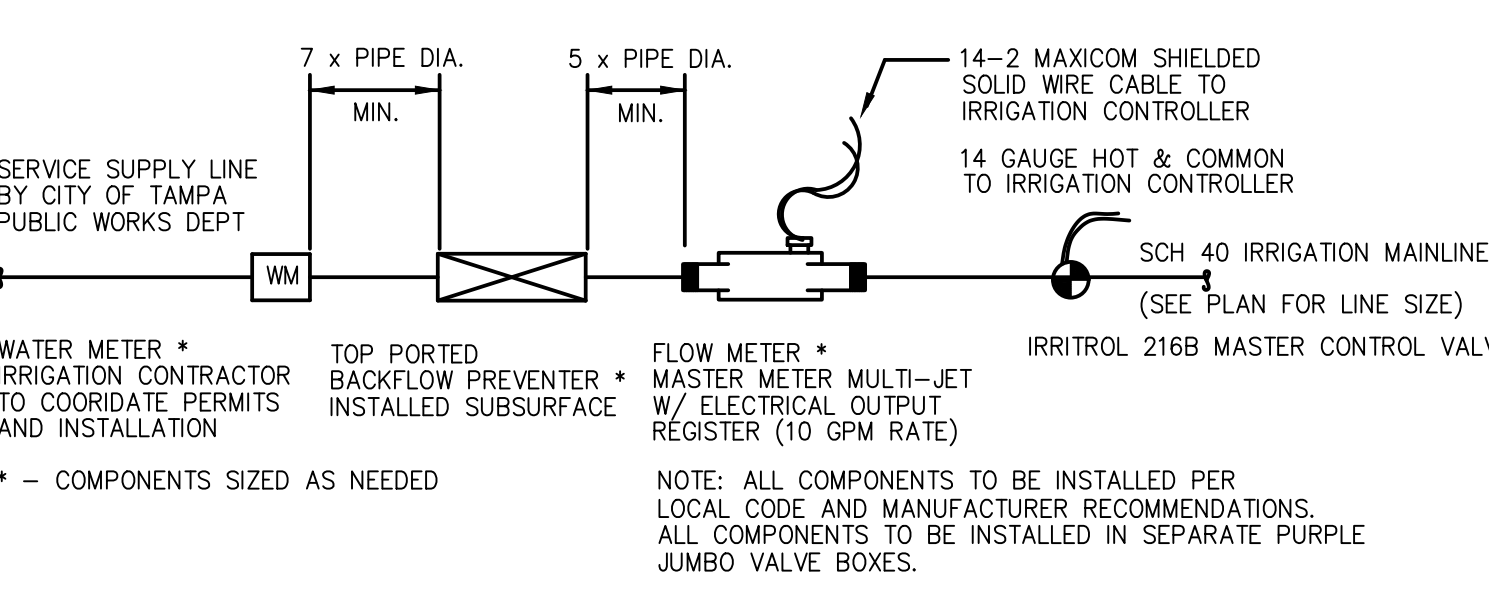 7 x PIPE DIA.
MIN.
5 x PIPE DIA.
MIN.
14-2 MAXICOM SHIELDED
SOLID WIRE CABLE TO
IRRIGATION CONTROLLER
14 GAUGE HOT & COMMON
TO IRRIGATION CONTROLLER
SERVICE SUPPLY LINE
BY CITY OF TAMPA
PUBLIC WORKS DEPT
WM
SCH 40 IRRIGATION MAINLINE
(SEE PLAN FOR LINE SIZE)
IRRITROL 216B MASTER CONTROL
WATER METER *
IRRIGATION CONTRACTOR
TO COORIDATE PERMITS
AND INSTALLATION
TOP PORTED
BACKFLOW PREVENTER *
INSTALLED SUBSURFACE
FLOW METER *
MASTER METER MULTI-JET
W/ ELECTRICAL OUTPUT
REGISTER (10 GPM RATE)
* - COMPONENTS SIZED AS NEEDED
NOTE: ALL COMPONENTS TO BE INSTALLED PER
LOCAL CODE AND MANUFACTURER RECOMMENDATIONS.
ALL COMPONENTS TO BE INSTALLED IN SEPARATE PURPLE
JUMBO VALVE BOXES.